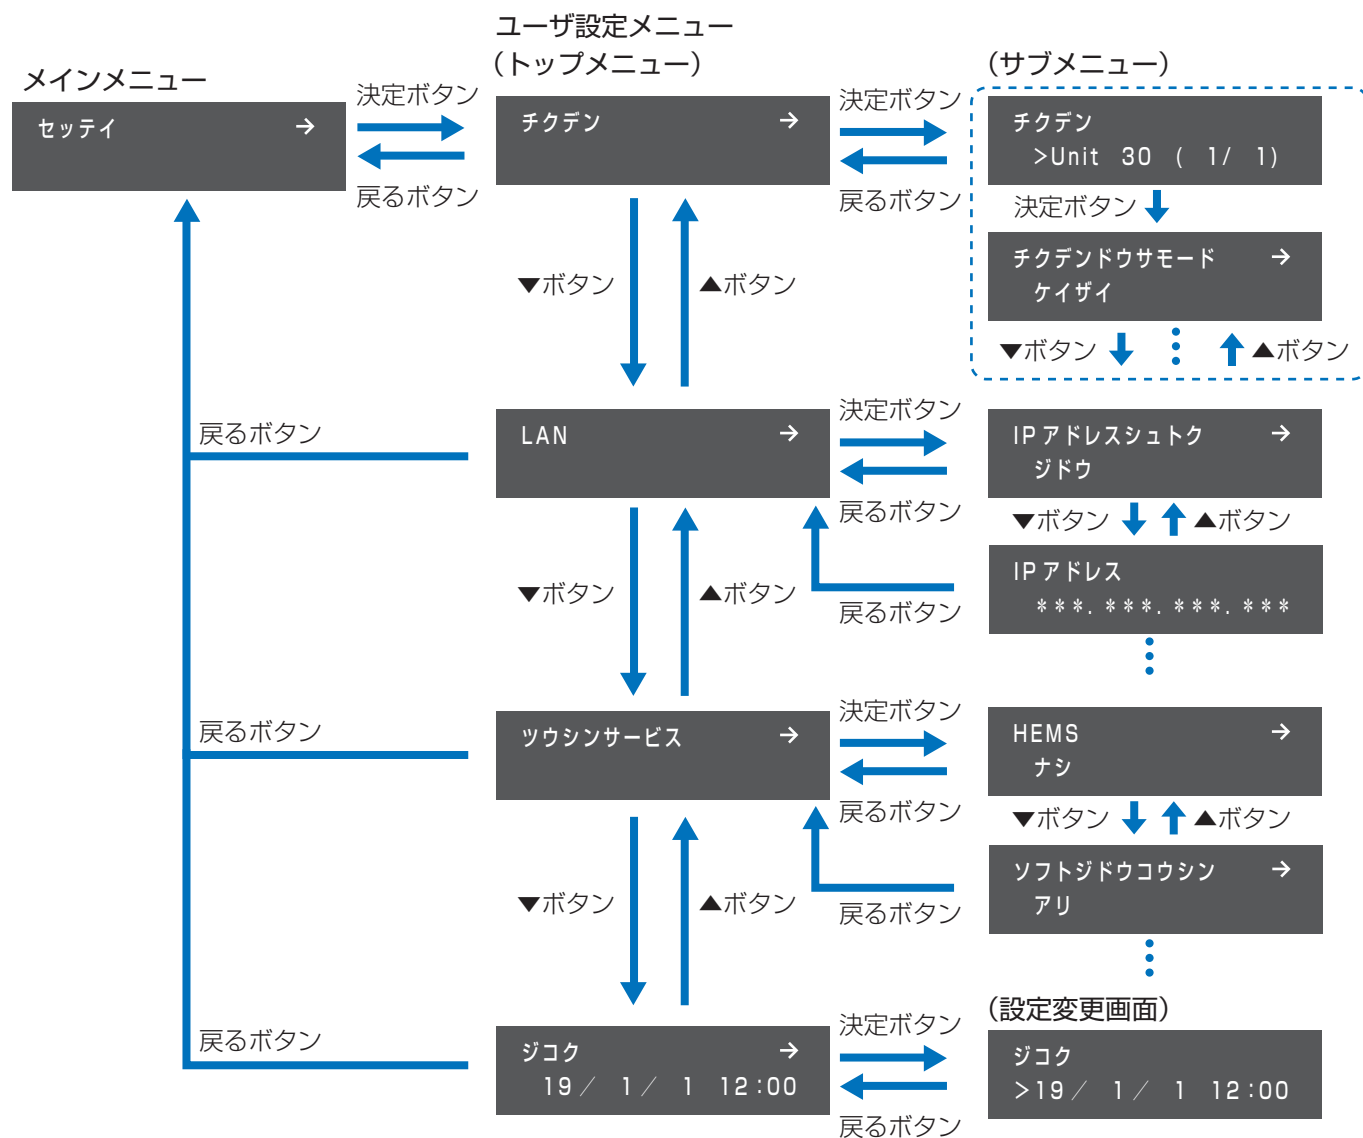 ユーザ設定メニュー
メインメニュー
(トップメニュー)
(サブメニュー)
セッテイ →
決定ボタン
戻るボタン
チクデン →
決定ボタン
戻るボタン
チクデン
>Unit 30 ( 1/ 1)
決定ボタン
チクデンドウサモード →
ケイザイ
▼ボタン
▲ボタン
▼ボタン
▲ボタン
戻るボタン
LAN →
決定ボタン
戻るボタン
IPアドレスシュトク →
ジドウ
▼ボタン
▲ボタン
IPアドレス
***.***.***.***
戻るボタン
▼ボタン
▲ボタン
戻るボタン
ツウシンサービス →
決定ボタン
戻るボタン
HEMS →
ナシ
▼ボタン
▲ボタン
ソフトジドウコウシン →
アリ
戻るボタン
▼ボタン
▲ボタン
(設定変更画面)
戻るボタン
ジコク →
19/ 1/ 1 12:00
決定ボタン
戻るボタン
ジコク
>19/ 1/ 1 12:00